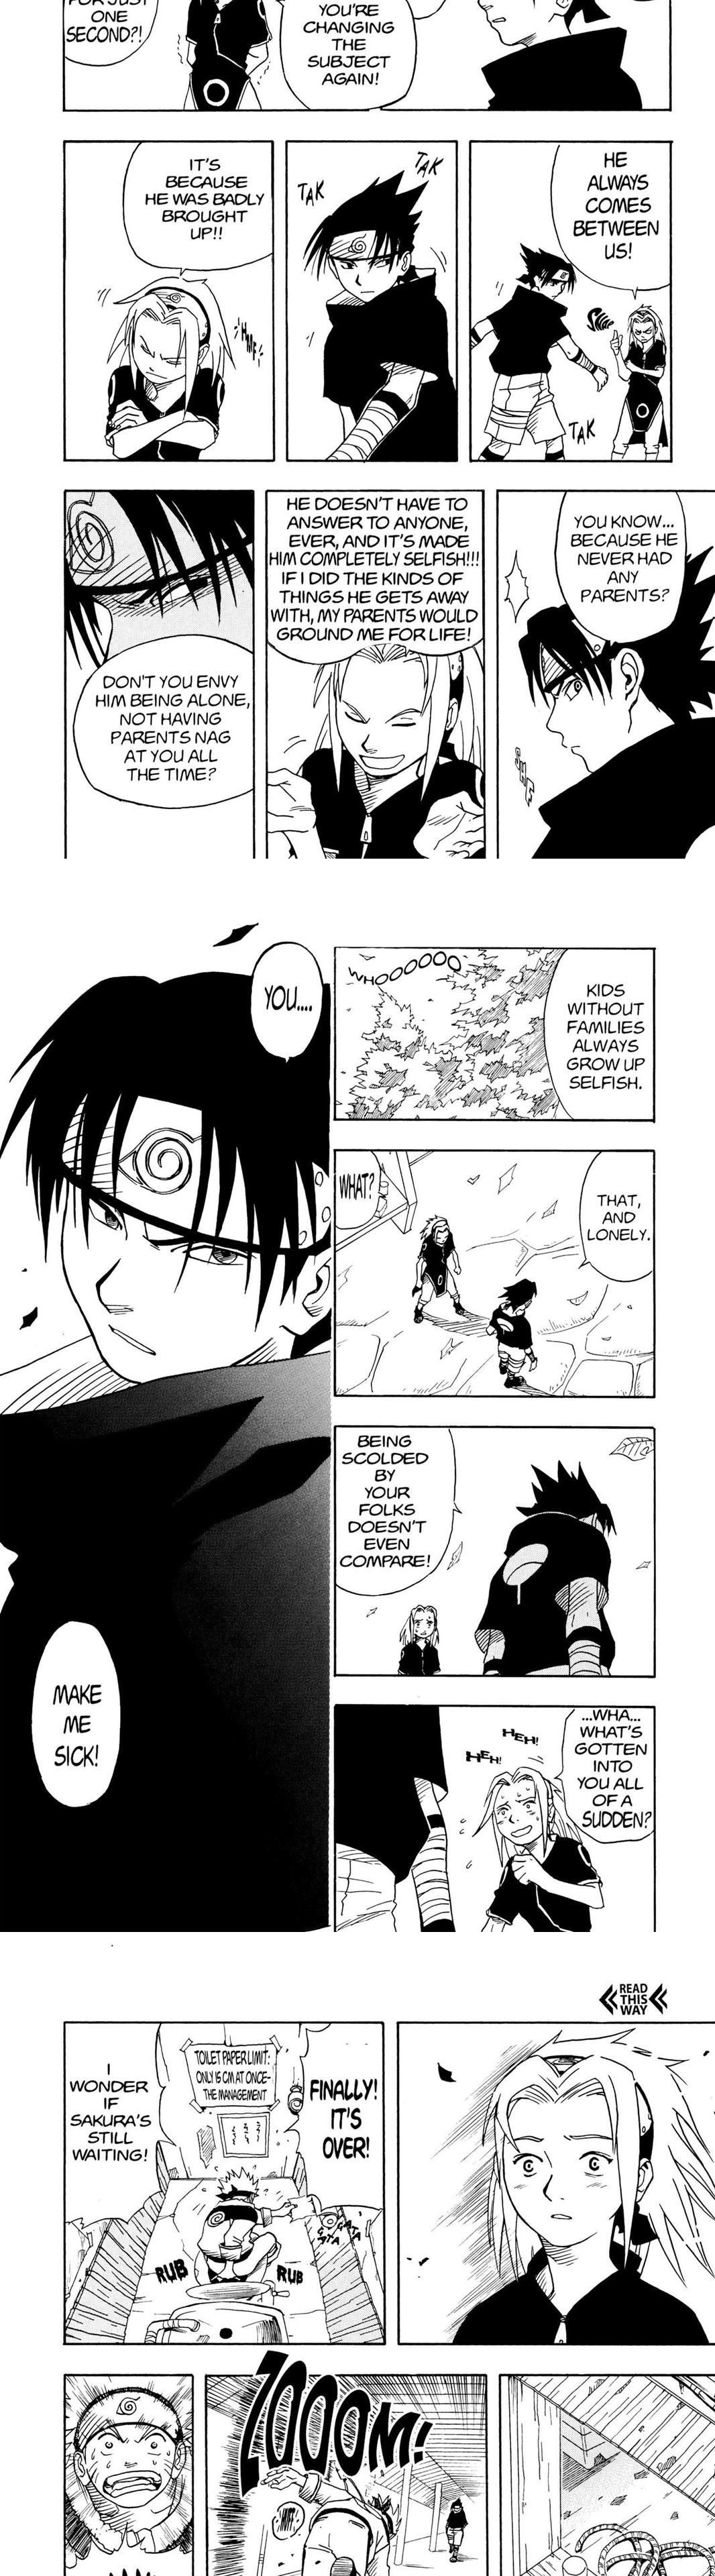 YOU'RE
CHANGING
THE
SUBJECT
AGAIN!
FOR JUST
ONE
SECOND?!
HE
ALWAYS
COMES
BETWEEN
US!
TAK
TAK
TAK
IT'S
BECAUSE
HE WAS BADLY
BROUGHT
UP!!
HMF!
YOU KNOW...
BECAUSE HE
NEVER HAD
ANY
PARENTS?
HE DOESN'T HAVE TO
ANSWER TO ANYONE,
EVER, AND IT'S MADE
HIM COMPLETELY SELFISH!!!
IF I DID THE KINDS OF
THINGS HE GETS AWAY
WITH, MY PARENTS WOULD
GROUND ME FOR LIFE!
DON'T YOU ENVY
HIM BEING ALONE,
NOT HAVING
PARENTS NAG
AT YOU ALL
THE TIME?
KIDS
WITHOUT
FAMILIES
ALWAYS
GROW UP
SELFISH.
WHOOOOOO
THAT,
AND
LONELY.
WHAT?
BEING
SCOLDED
BY
YOUR
FOLKS
DOESN'T
EVEN
COMPARE!
...WHA...
WHAT'S
GOTTEN
INTO
YOU ALL
OF A
SUDDEN?
HEH!
HEH!
YOU....
MAKE
ME
SICK!
READ
THIS
WAY
FINALLY!
IT'S
OVER!
TOILET PAPER LIMIT:
ONLY 15 CM AT ONCE-
THE MANAGEMENT
I
WONDER
IF
SAKURA'S
STILL
WAITING!
RUB
RUB
ZOOOM!